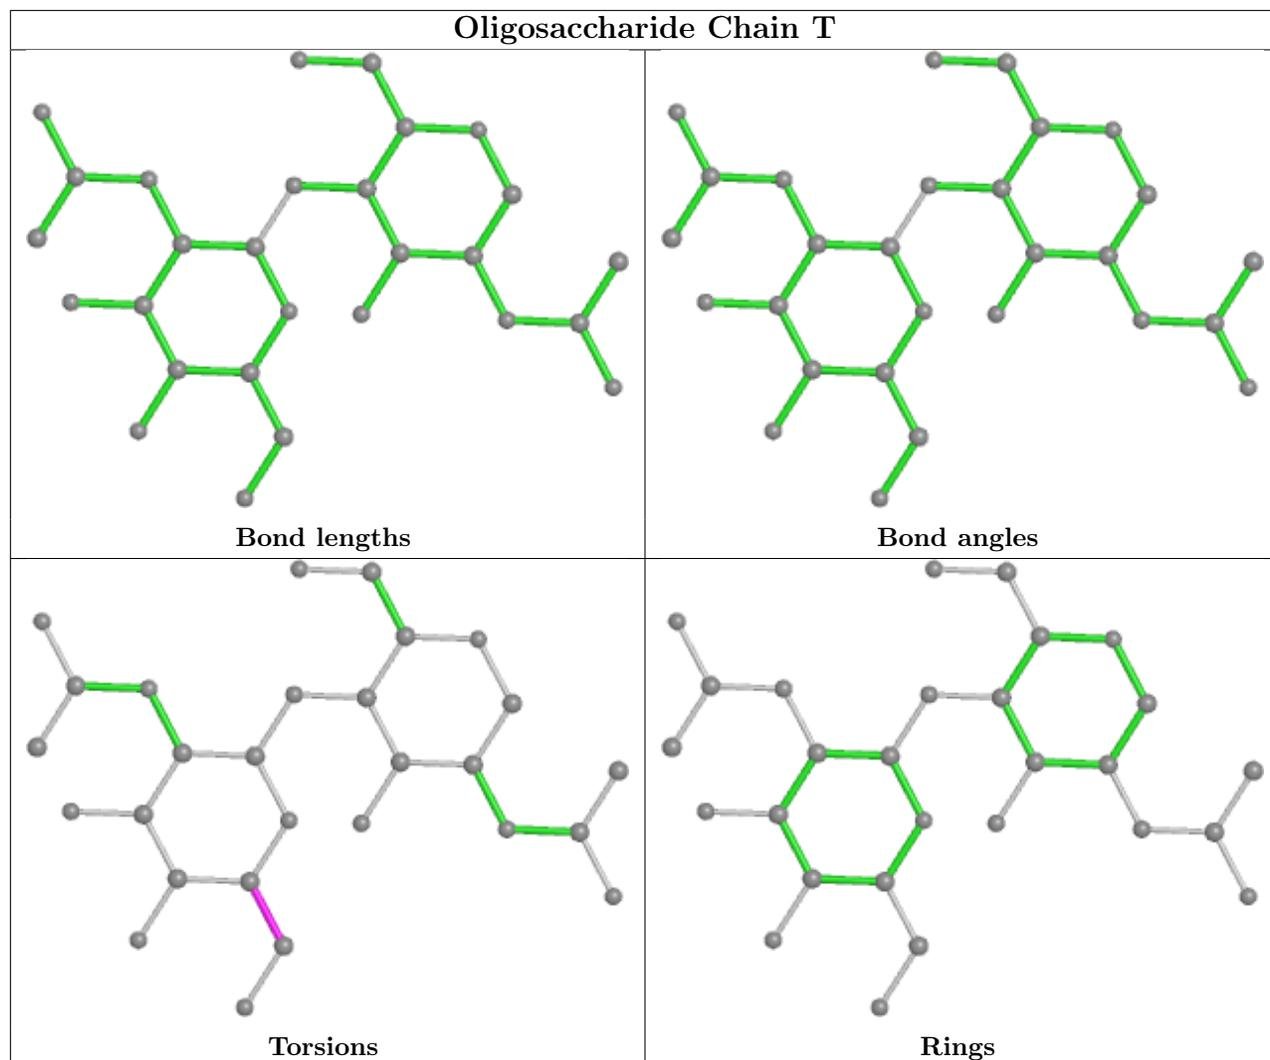 Oligosaccharide Chain T
Bond lengths
Bond angles
Torsions
Rings